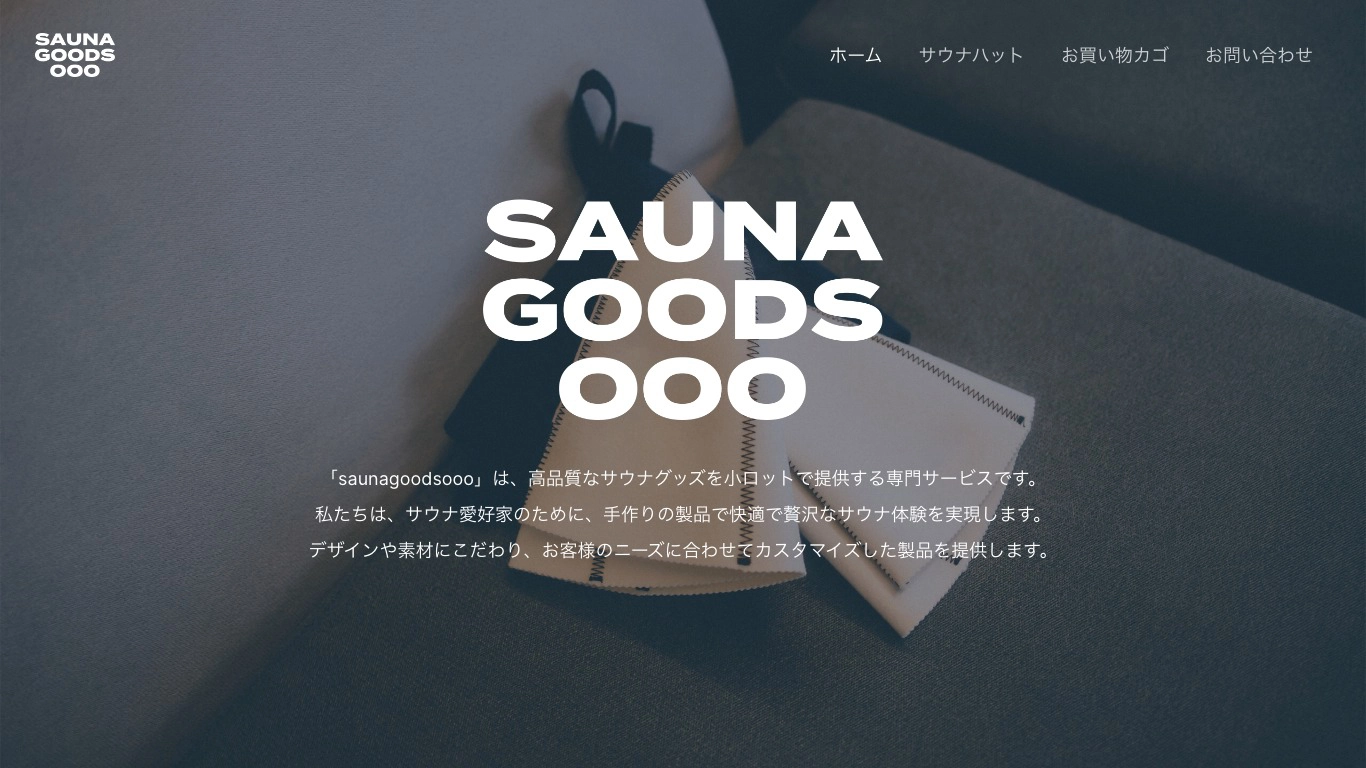 SAUNA
GOODS
OOO
ホーム
サウナハット
お買い物カゴ
お問い合わせ
SAUNA
GOODS
OOO
「saunagoodsooo」は、高品質なサウナグッズを小ロットで提供する専門サービスです。
私たちは、サウナ愛好家のために、手作りの製品で快適で贅沢なサウナ体験を実現します。
デザインや素材にこだわり、お客様のニーズに合わせてカスタマイズした製品を提供します。